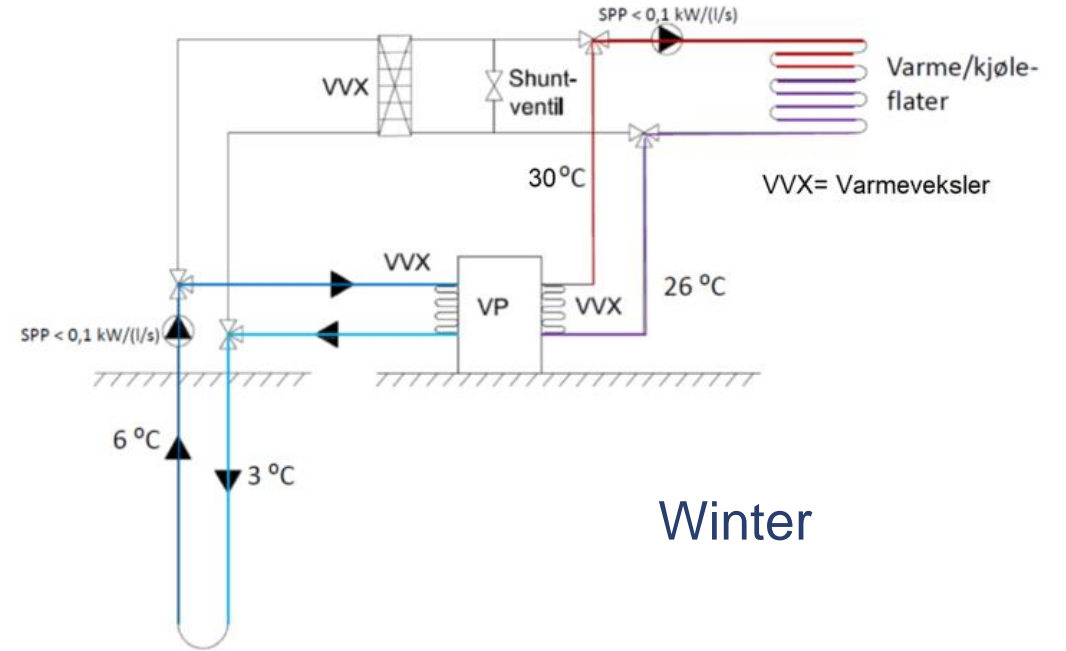 SPP < 0,1 kW/(l/s)
VVX
Shunt-
ventil
Varme/kjøle-
flater
30°C
VVX= Varmeveksler
VVX
VP
VVX
26 °C
SPP < 0,1 kW/(l/s)
6 °C
3 °C
Winter